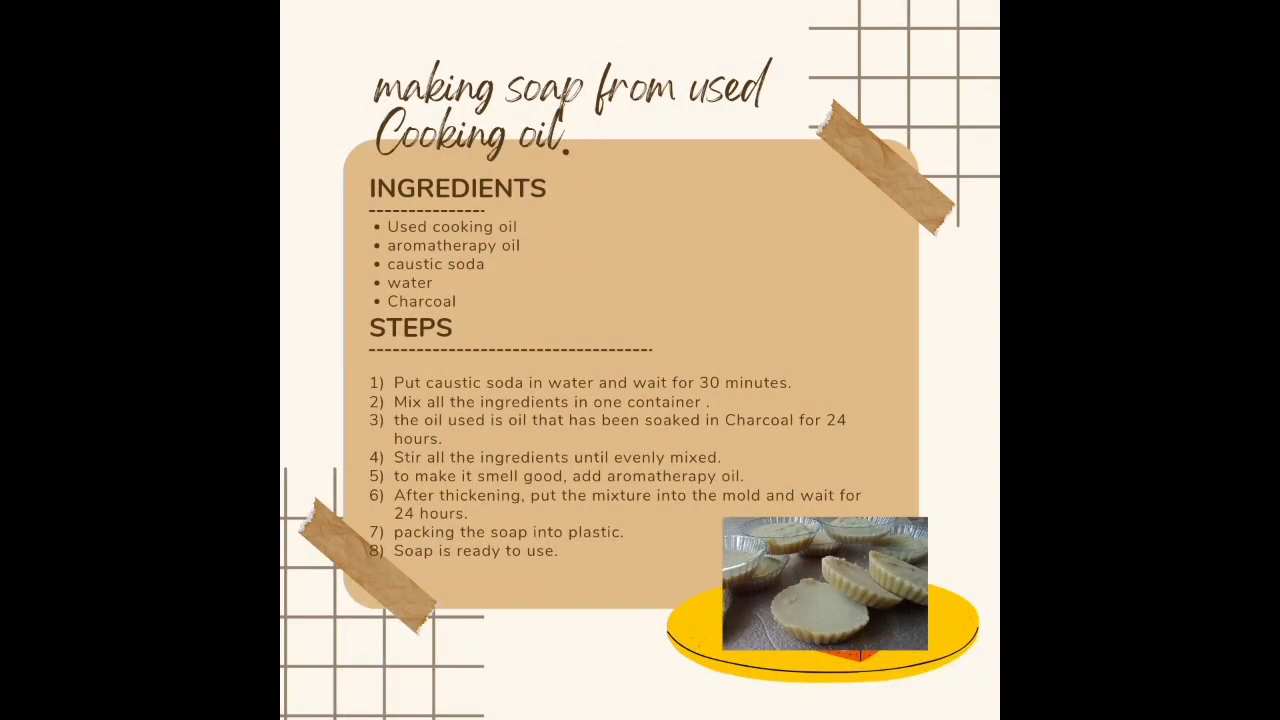 making soap from used
Cooking oil.
INGREDIENTS
---------------
• Used cooking oil
• aromatherapy oil
• caustic soda
• water
• Charcoal
STEPS
------------------------------------
1) Put caustic soda in water and wait for 30 minutes.
2) Mix all the ingredients in one container .
3) the oil used is oil that has been soaked in Charcoal for 24
hours.
4) Stir all the ingredients until evenly mixed.
5) to make it smell good, add aromatherapy oil.
6) After thickening, put the mixture into the mold and wait for
24 hours.
7) packing the soap into plastic.
8) Soap is ready to use.